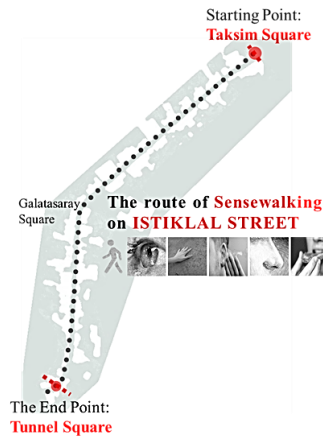 Starting Point:
Taksim Square
Galatasaray
Square
The route of Sensewalking
on ISTIKLAL STREET
The End Point:
Tunnel Square